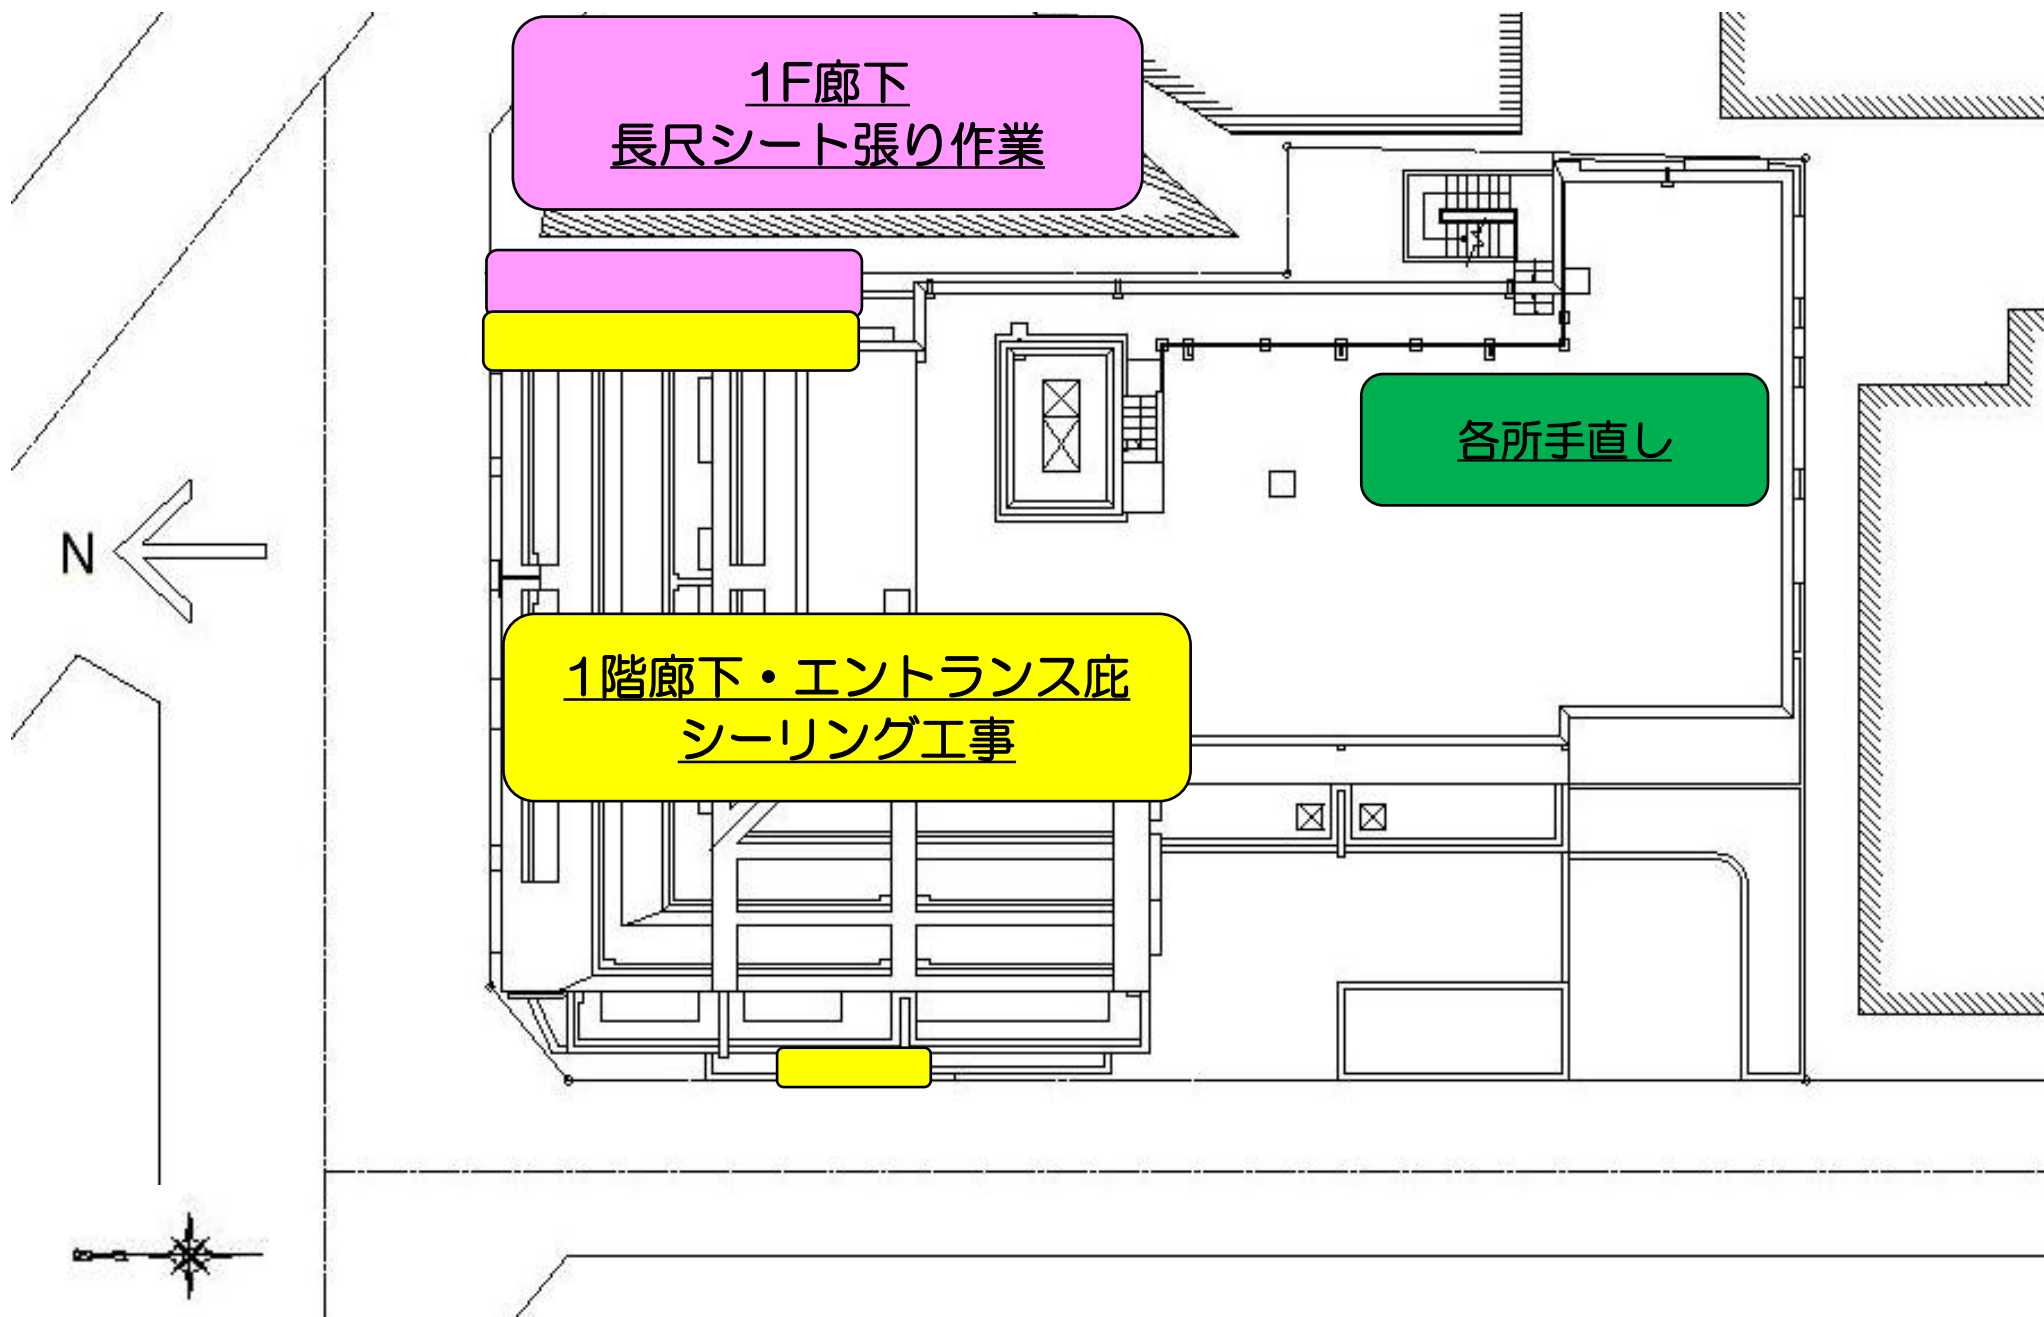 1F廊下
長尺シート張り作業
各所手直し
N
1階廊下・エントランス庇
シーリング工事